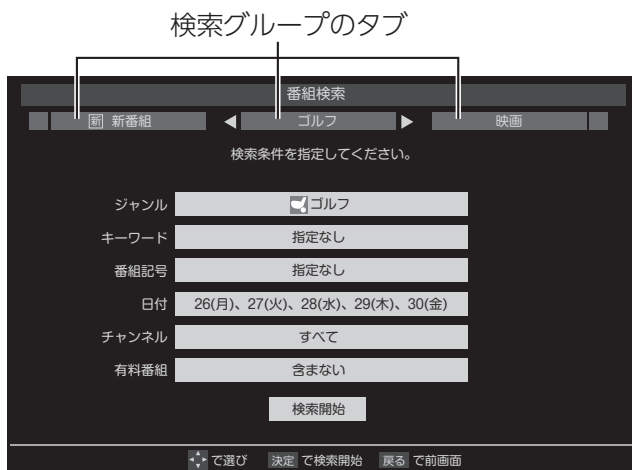 検索グループのタブ
番組検索
新 新番組 ◀ ゴルフ ▶ 映画
検索条件を指定してください。
ジャンル ゴルフ
キーワード 指定なし
番組記号 指定なし
日付 26(月)、27(火)、28(水)、29(木)、30(金)
チャンネル すべて
有料番組 含まない
検索開始
で選び 決定 で検索開始 戻る で前画面